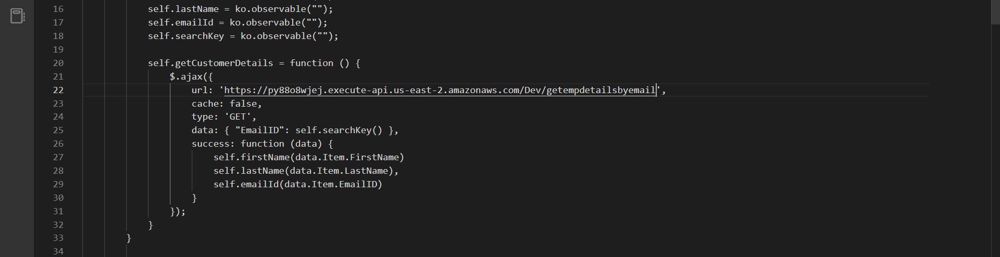 16 self.lastName = ko.observable("");
17 self.emailId = ko.observable("");
18 self.searchKey = ko.observable("");
19
20 self.getCustomerDetails = function () {
21 $.ajax({
22 url: 'https://py88o8wjej.execute-api.us-east-2.amazonaws.com/Dev/getempdetailsbyemail',
23 cache: false,
24 type: 'GET',
25 data: { "EmailID": self.searchKey() },
26 success: function (data) {
27 self.firstName(data.Item.FirstName)
28 self.lastName(data.Item.LastName),
29 self.emailId(data.Item.EmailID)
30 }
31 });
32 }
33 }
34